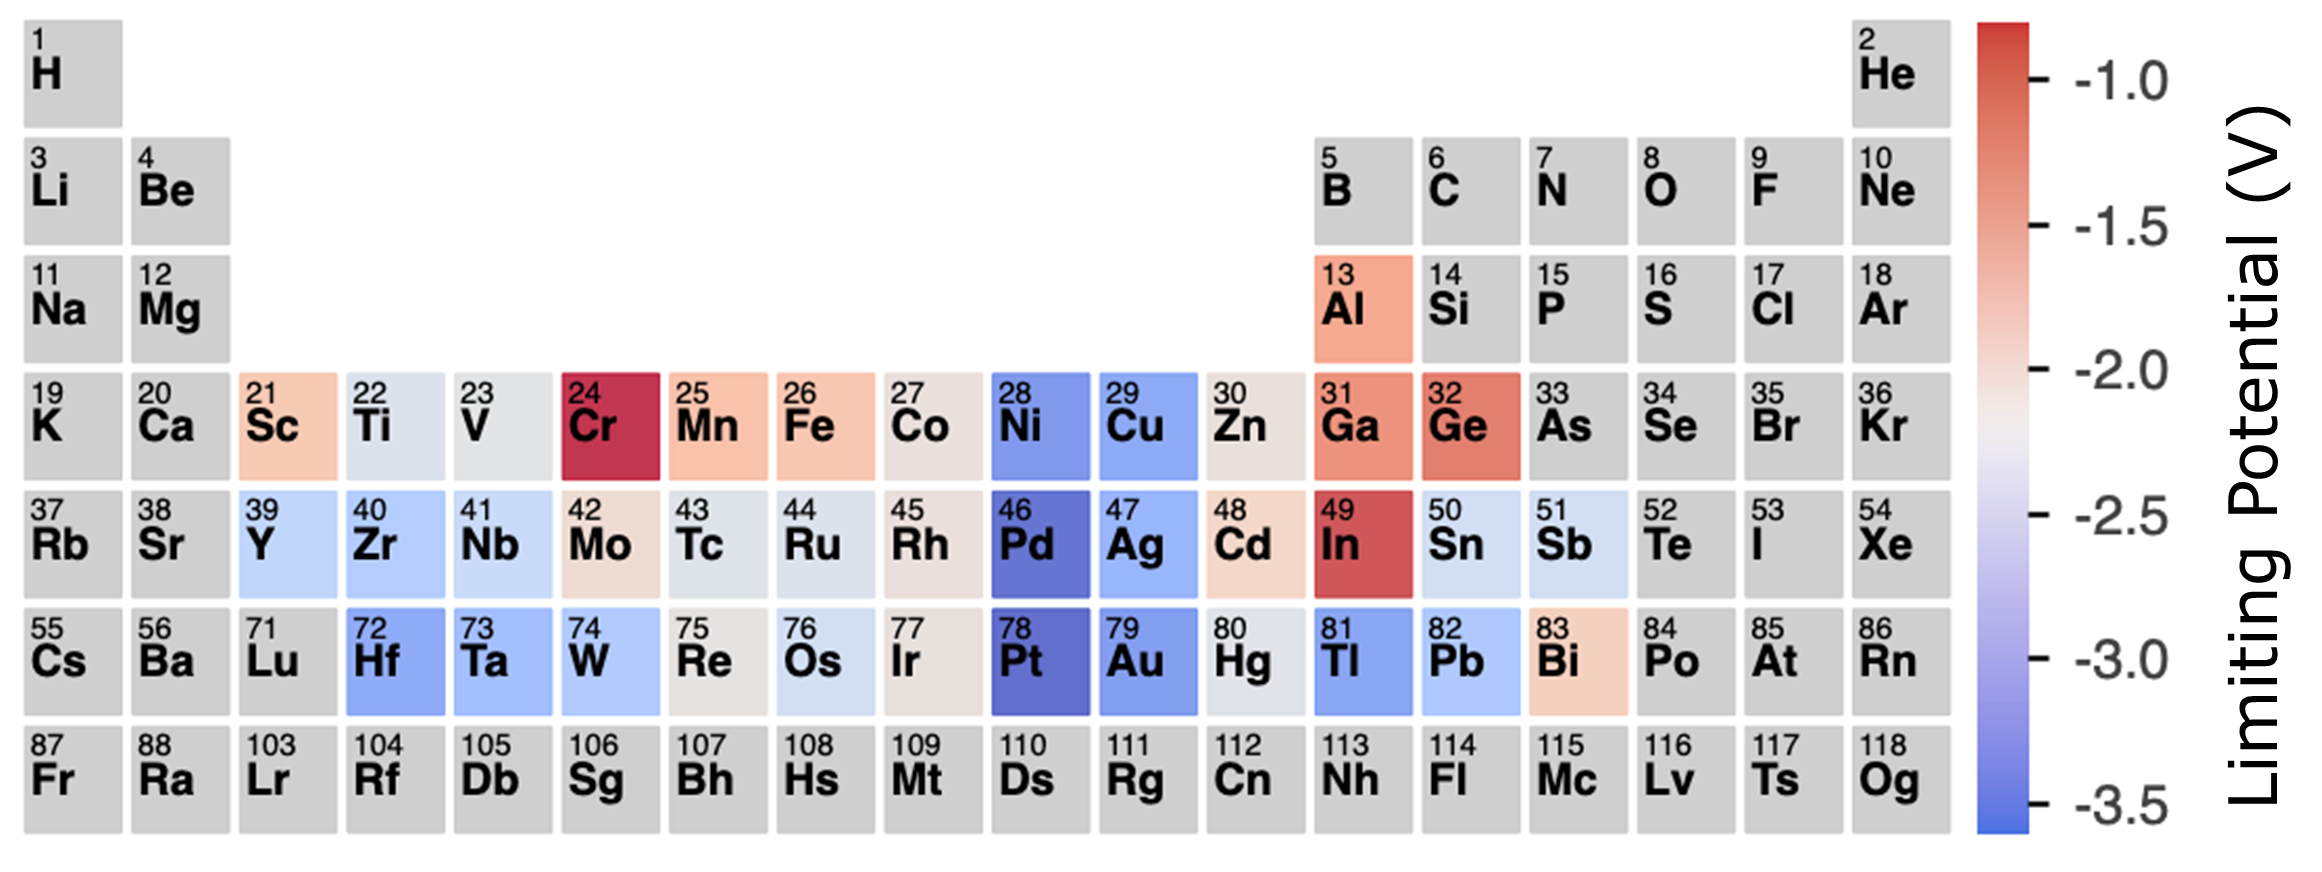 1 2
H He -1.0
3 4 5 6 7 8 9 10
Li Be B C N O F Ne
-1.5
11 12 13 14 15 16 17 18
Na Mg Al Si P S Cl Ar
-2.0
19 20 21 22 23 24 25 26 27 28 29 30 31 32 33 34 35 36
K Ca Sc Ti V Cr Mn Fe Co Ni Cu Zn Ga Ge As Se Br Kr
37 38 39 40 41 42 43 44 45 46 47 48 49 50 51 52 53 54
-2.5
Rb Sr Y Zr Nb Mo Tc Ru Rh Pd Ag Cd In Sn Sb Te I Xe
55 56 71 72 73 74 75 76 77 78 79 80 81 82 83 84 85 86
Cs Ba Lu Hf Ta W Re Os Ir Pt Au Hg Tl Pb Bi Po At Rn
-3.0
87 88 103 104 105 106 107 108 109 110 111 112 113 114 115 116 117 118
Fr Ra Lr Rf Db Sg Bh Hs Mt Ds Rg Cn Nh Fl Mc Lv Ts Og
-3.5
Limiting Potential (V)